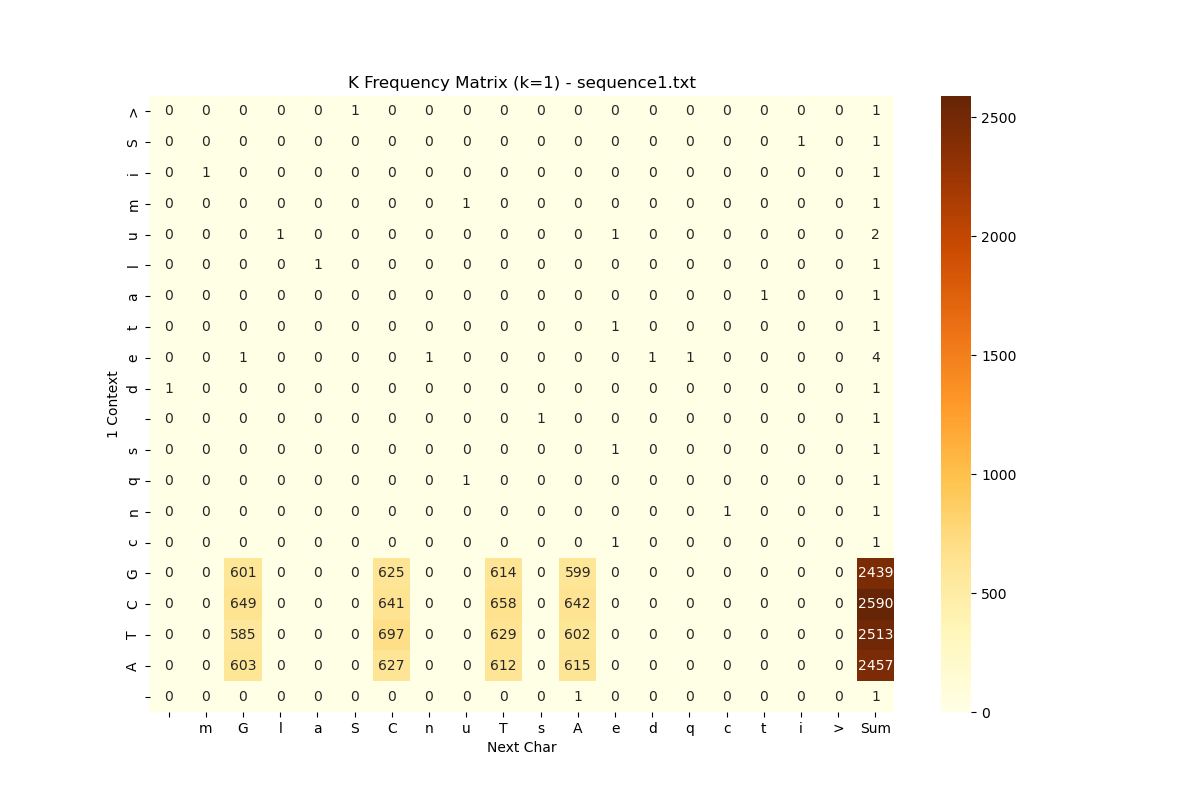 K Frequency Matrix (k=1) - sequence1.txt
> 0 0 0 0 0 1 0 0 0 0 0 0 0 0 0 0 0 0 0 1
S 0 0 0 0 0 0 0 0 0 0 0 0 0 0 0 0 0 1 0 1
i 0 1 0 0 0 0 0 0 0 0 0 0 0 0 0 0 0 0 0 1
m 0 0 0 0 0 0 0 0 1 0 0 0 0 0 0 0 0 0 0 1
u 0 0 0 1 0 0 0 0 0 0 0 0 1 0 0 0 0 0 0 2
l 0 0 0 0 1 0 0 0 0 0 0 0 0 0 0 0 0 0 0 1
a 0 0 0 0 0 0 0 0 0 0 0 0 0 0 0 0 1 0 0 1
t 0 0 0 0 0 0 0 0 0 0 0 0 1 0 0 0 0 0 0 1
e 0 0 1 0 0 0 0 1 0 0 0 0 0 1 1 0 0 0 0 4
d 1 0 0 0 0 0 0 0 0 0 0 0 0 0 0 0 0 0 0 1
0 0 0 0 0 0 0 0 0 0 1 0 0 0 0 0 0 0 0 1
s 0 0 0 0 0 0 0 0 0 0 0 0 1 0 0 0 0 0 0 1
q 0 0 0 0 0 0 0 0 1 0 0 0 0 0 0 0 0 0 0 1
n 0 0 0 0 0 0 0 0 0 0 0 0 0 0 0 1 0 0 0 1
c 0 0 0 0 0 0 0 0 0 0 0 0 1 0 0 0 0 0 0 1
G 0 0 601 0 0 0 625 0 0 614 0 599 0 0 0 0 0 0 0 2439
C 0 0 649 0 0 0 641 0 0 658 0 642 0 0 0 0 0 0 0 2590
T 0 0 585 0 0 0 697 0 0 629 0 602 0 0 0 0 0 0 0 2513
A 0 0 603 0 0 0 627 0 0 612 0 615 0 0 0 0 0 0 0 2457
0 0 0 0 0 0 0 0 0 0 0 1 0 0 0 0 0 0 0 1
m G l a S C n u T s A e d q c t i > Sum
Next Char
1 Context
2500
2000
1500
1000
500
0